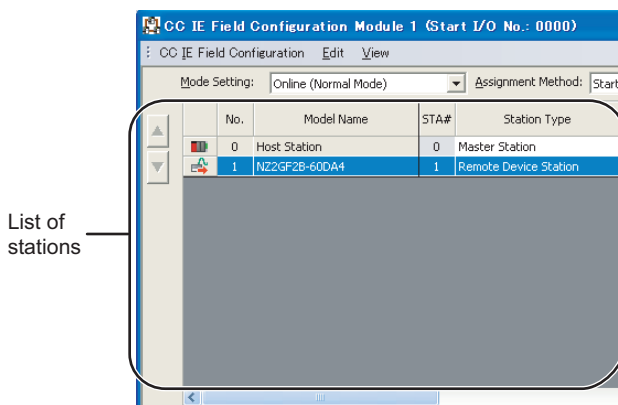 CC IE Field Configuration Module 1 (Start I/O No.: 0000)
CC IE Field Configuration Edit View
Mode Setting: Online (Normal Mode) Assignment Method: Start
No. Model Name STA# Station Type
0 Host Station 0 Master Station
1 NZ2GF2B-60DA4 1 Remote Device Station
List of
stations